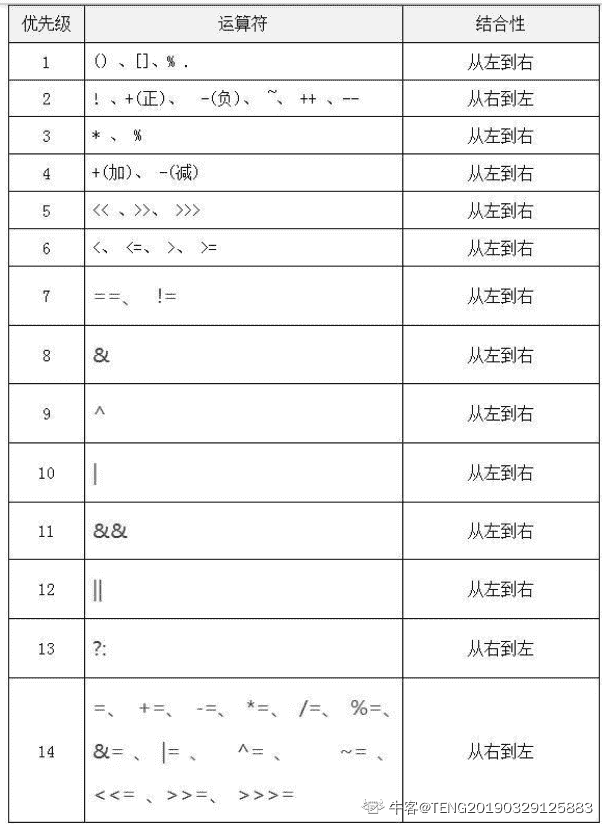 优先级 运算符 结合性
1 () 、[]、% . 从左到右
2 ! 、+(正)、 -(负)、 ~、 ++ 、-- 从右到左
3 * 、 % 从左到右
4 +(加)、 -(减) 从左到右
5 << 、>>、 >>> 从左到右
6 <、 <=、 >、 >= 从左到右
7 ==、 != 从左到右
8 & 从左到右
9 ^ 从左到右
10 | 从左到右
11 && 从左到右
12 || 从左到右
13 ?: 从右到左
14 =、 +=、 -=、 *=、 /=、 %=、
&= 、 |= 、 ^= 、 ~= 、 从右到左
<<= 、>>=、 >>>=
牛客@TENG20190329125883